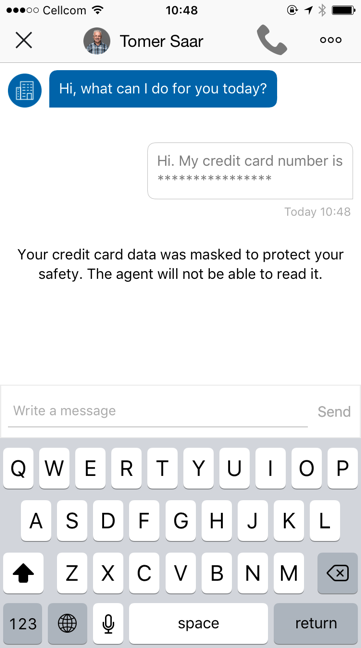 Cellcom 10:48
Tomer Saar
Hi, what can I do for you today?
Hi. My credit card number is
****************
Today 10:48
Your credit card data was masked to protect your
safety. The agent will not be able to read it.
Write a message Send
Q W E R T Y U I O P
A S D F G H J K L
Z X C V B N M
123 space return